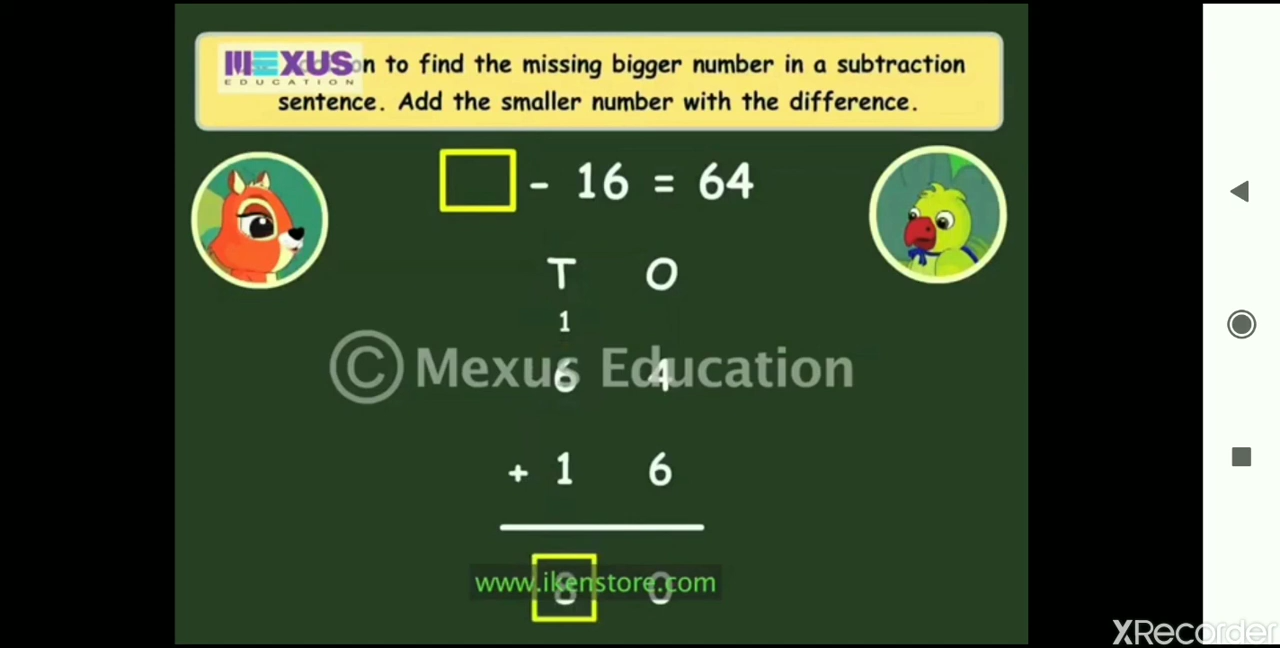 MEXUS
EDUCATION
n to find the missing bigger number in a subtraction
sentence. Add the smaller number with the difference.
- 16 = 64
T O
1
6 4
© Mexus Education
+ 1 6
8 0
www.ikenstore.com
XRecorder